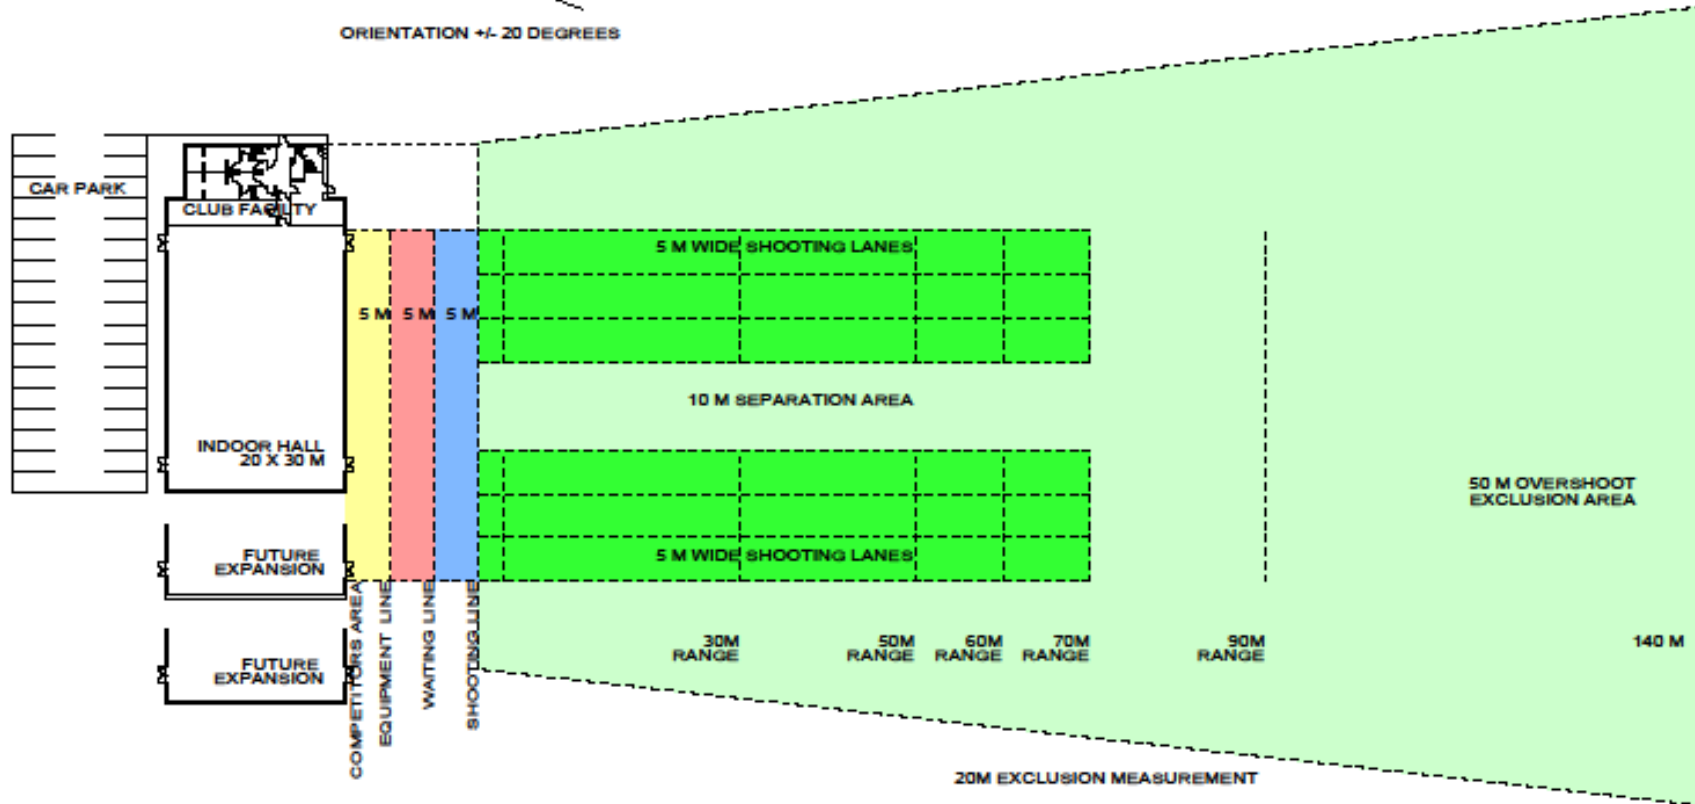 ORIENTATION +/- 20 DEGREES
CAR PARK
CLUB FACILTY
5 M WIDE SHOOTING LANES
5 M
5 M
5 M
10 M SEPARATION AREA
INDOOR HALL
20 X 30 M
50 M OVERSHOOT
EXCLUSION AREA
FUTURE
EXPANSION
5 M WIDE SHOOTING LANES
COMPETITORS AREA
EQUIPMENT LINE
WAITING LINE
SHOOTING LINE
30M
RANGE
50M
RANGE
60M
RANGE
70M
RANGE
90M
RANGE
140 M
FUTURE
EXPANSION
20M EXCLUSION MEASUREMENT